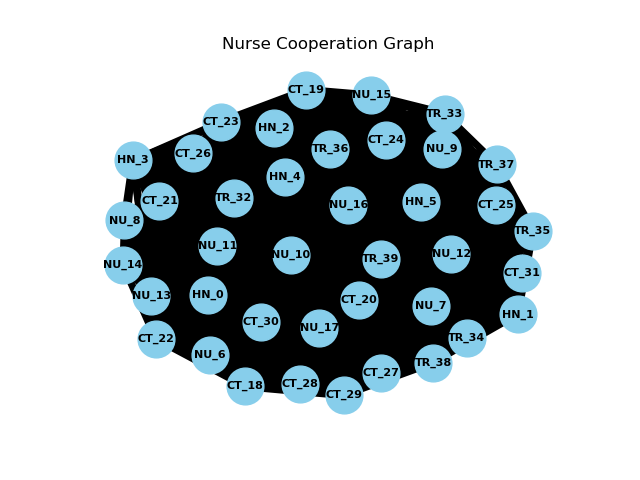 Nurse Cooperation Graph
CT_19
NU_15
TR_33
CT_23
HN_2
CT_24
TR_36
NU_9
CT_26
HN_3
TR_37
HN_4
TR_32
CT_21
HN_5
NU_16
CT_25
NU_8
TR_35
NU_11
NU_12
NU_10
TR_39
NU_14
CT_31
NU_13
HN_0
CT_20
NU_7
HN_1
CT_30
NU_17
CT_22
TR_34
NU_6
TR_38
CT_27
CT_18
CT_28
CT_29